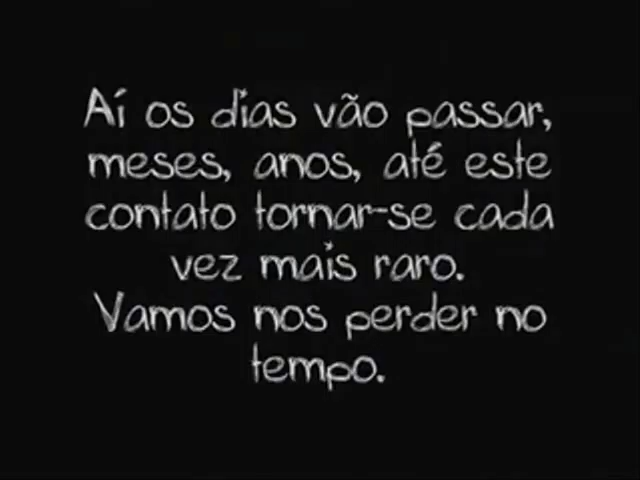 Aí os dias vão passar,
meses, anos, até este
contato tornar-se cada
vez mais raro.
Vamos nos perder no
tempo.